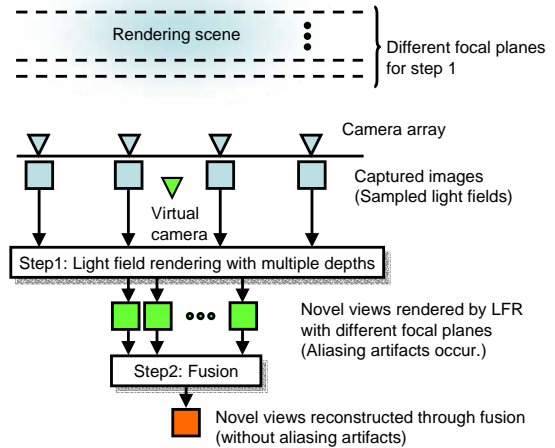 Rendering scene
Different focal planes
for step 1
Camera array
Captured images
(Sampled light fields)
Virtual
camera
Step1: Light field rendering with multiple depths
Novel views rendered by LFR
with different focal planes
(Aliasing artifacts occur.)
Step2: Fusion
Novel views reconstructed through fusion
(without aliasing artifacts)